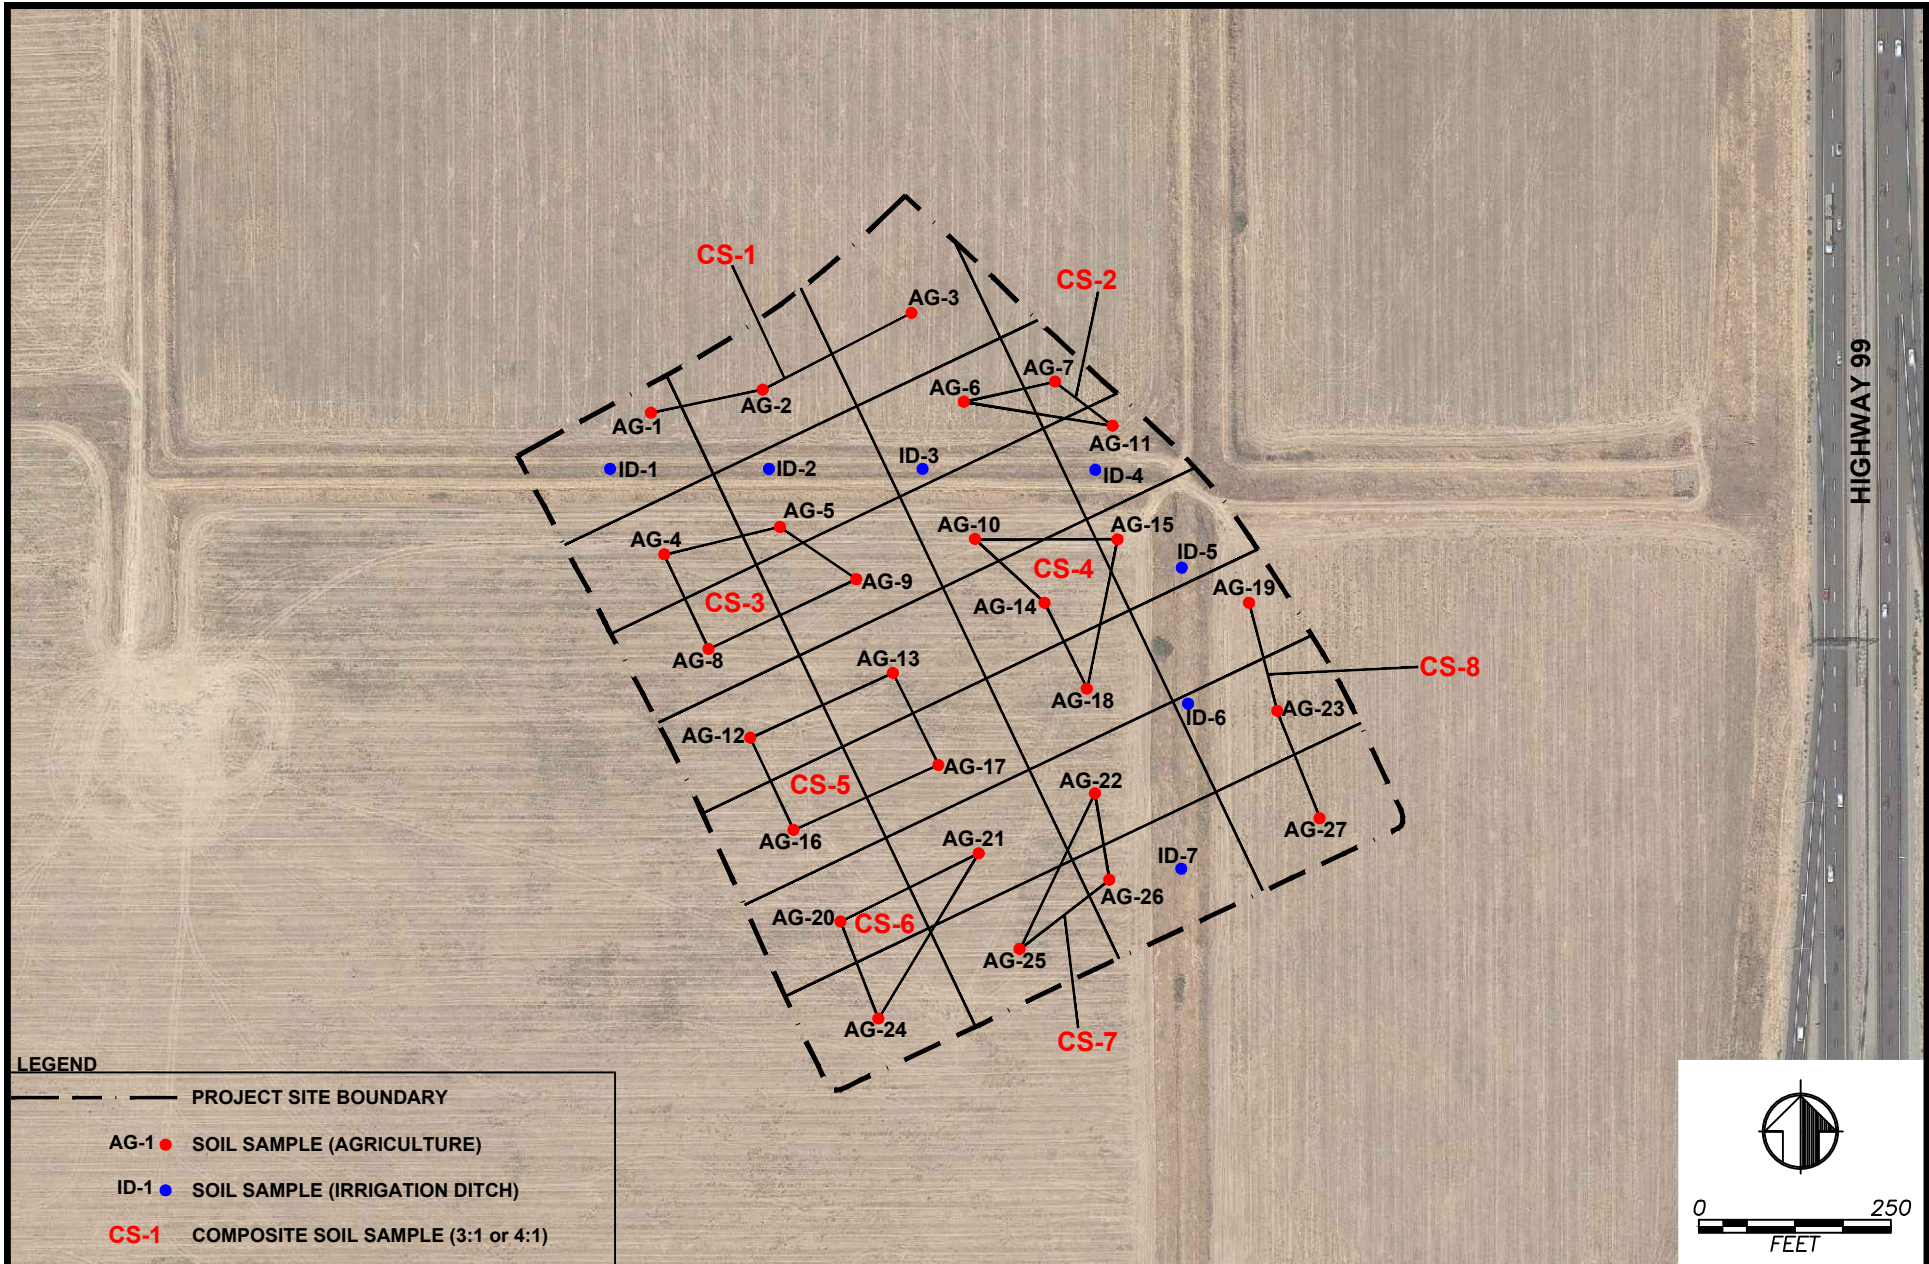 CS-1
CS-2
AG-3
AG-7
AG-6
AG-2
AG-1
AG-11
HIGHWAY 99
ID-1
ID-2
ID-3
ID-4
AG-5
AG-4
AG-10
AG-15
ID-5
CS-4
AG-9
AG-19
CS-3
AG-14
AG-8
AG-13
CS-8
AG-18
AG-23
ID-6
AG-12
AG-17
CS-5
AG-22
AG-16
AG-21
AG-27
ID-7
AG-26
AG-20
CS-6
AG-25
AG-24
CS-7
LEGEND
PROJECT SITE BOUNDARY
AG-1 SOIL SAMPLE (AGRICULTURE)
ID-1 SOIL SAMPLE (IRRIGATION DITCH)
CS-1 COMPOSITE SOIL SAMPLE (3:1 or 4:1)
0 250
FEET